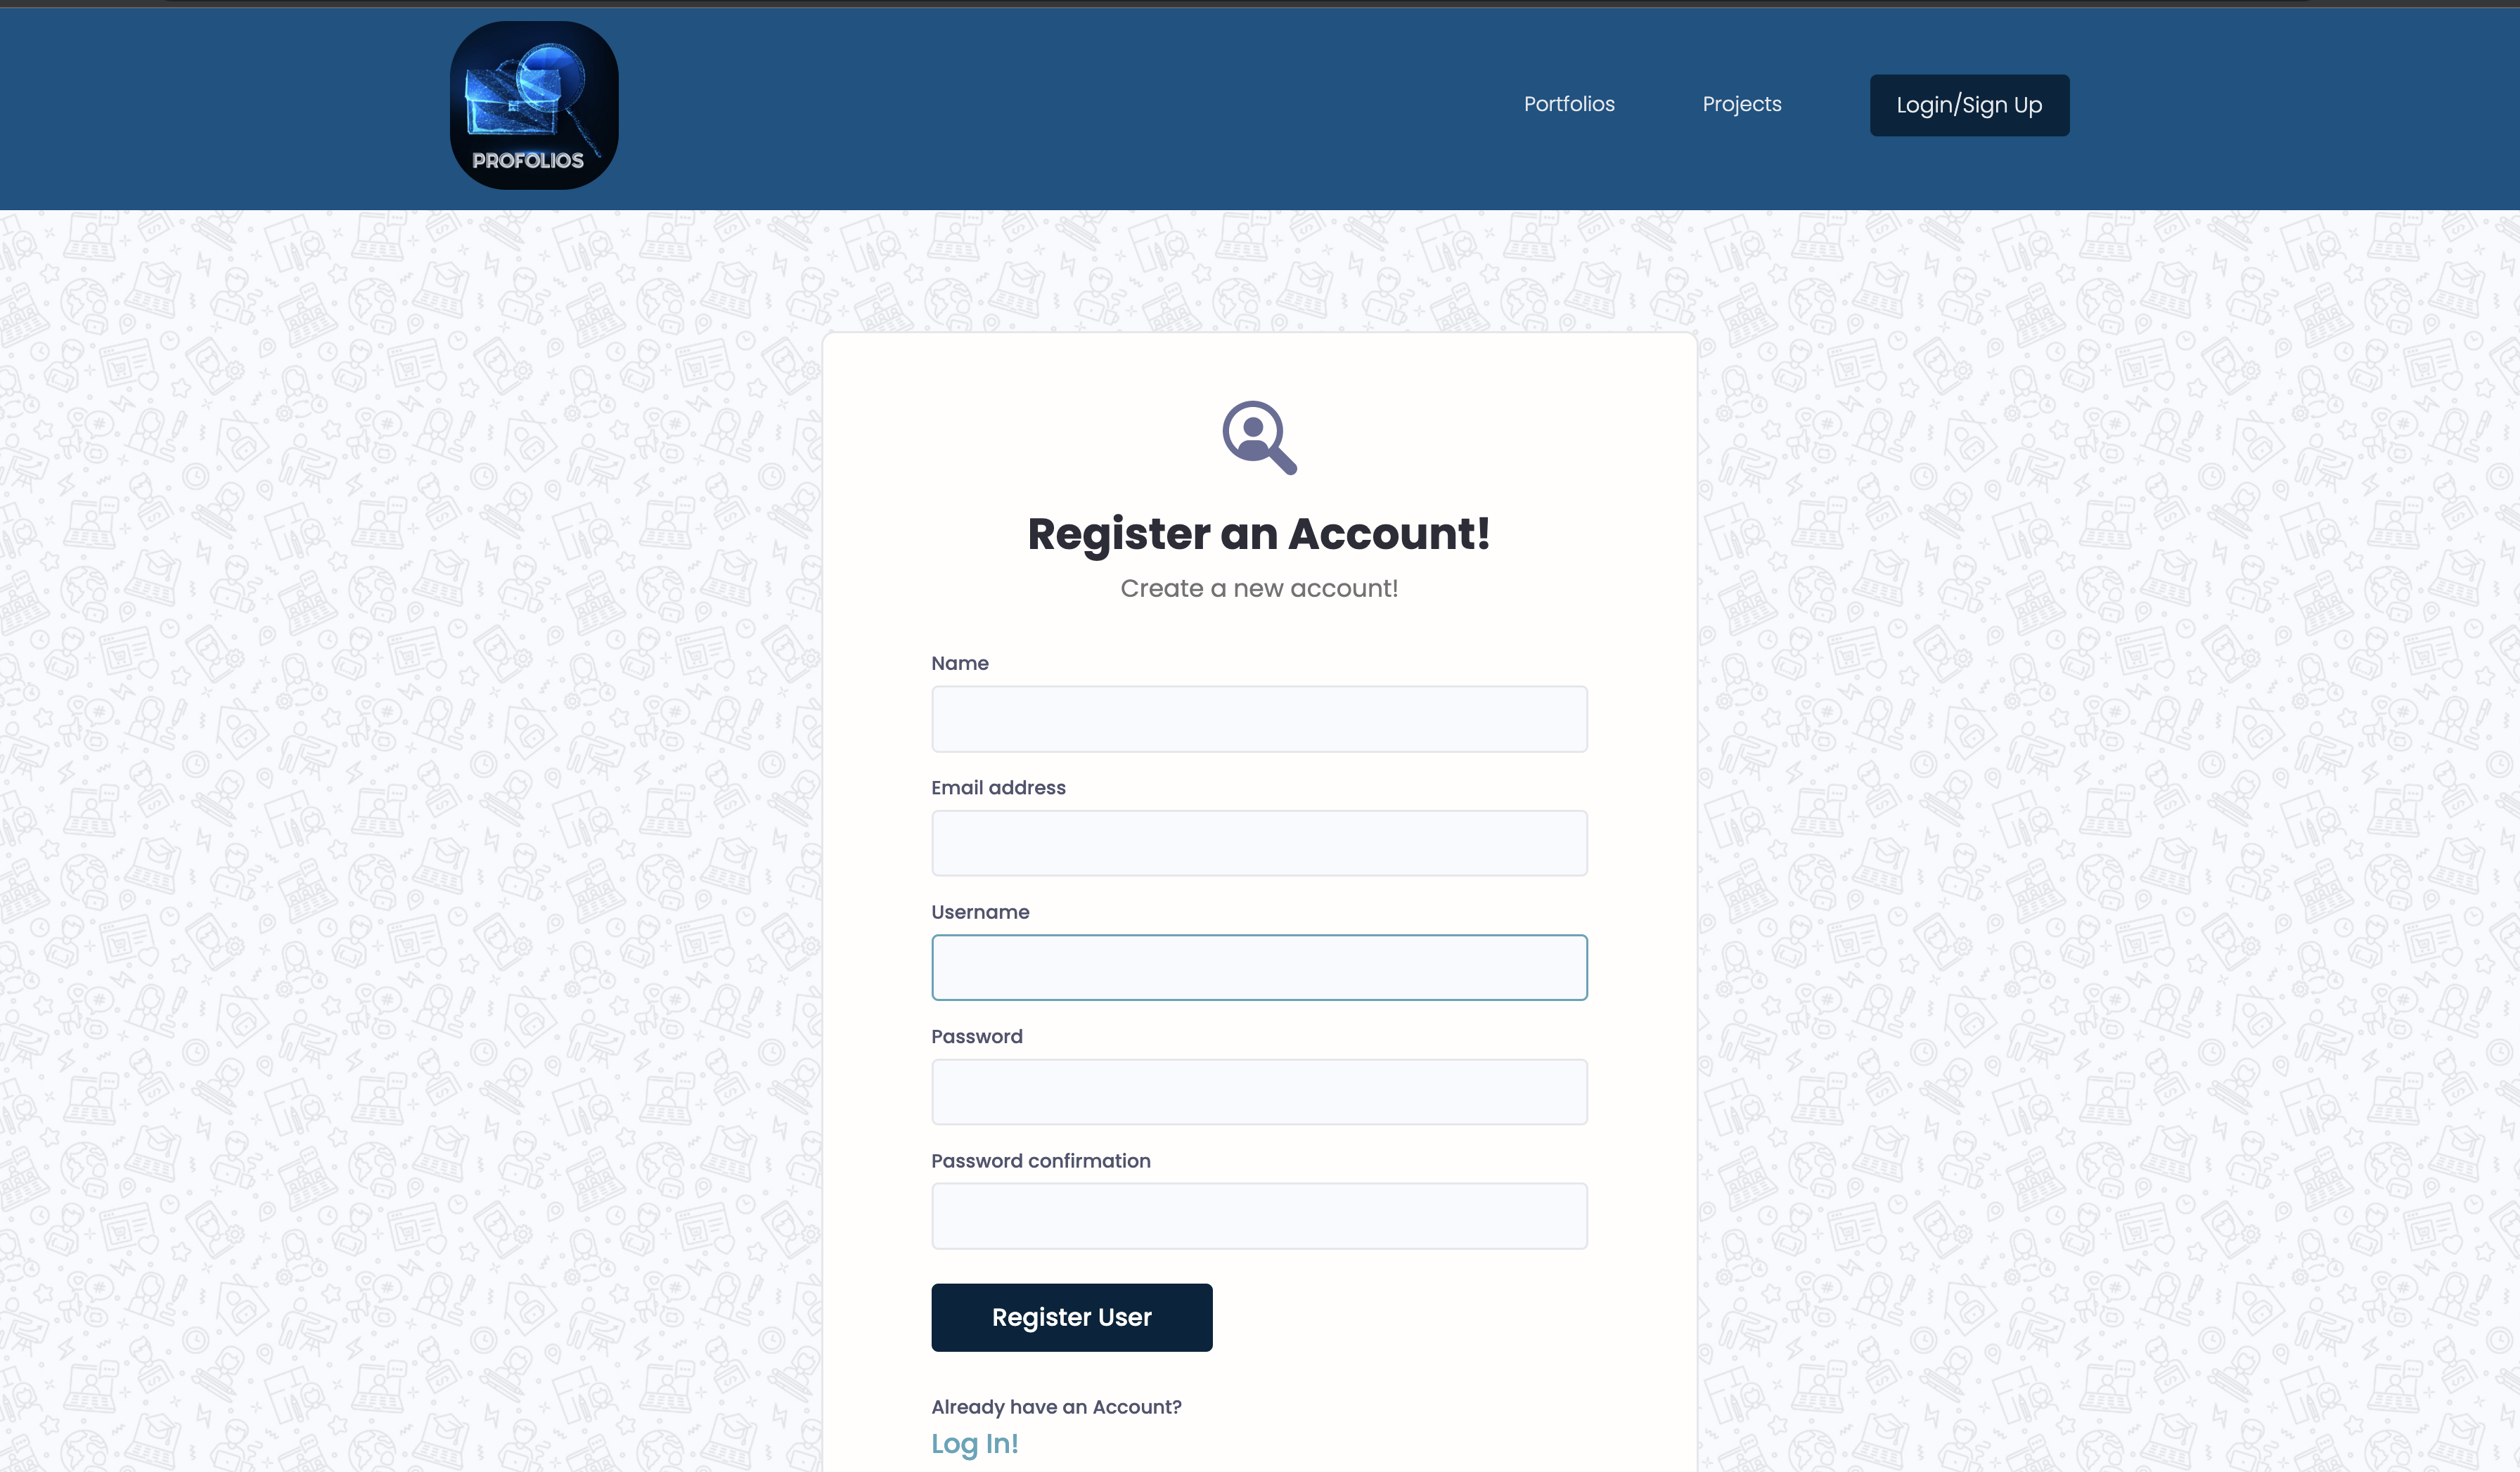 PROFOLIOS
Portfolios
Projects
Login/Sign Up
Register an Account!
Create a new account!
Name
Email address
Username
Password
Password confirmation
Register User
Already have an Account?
Log In!